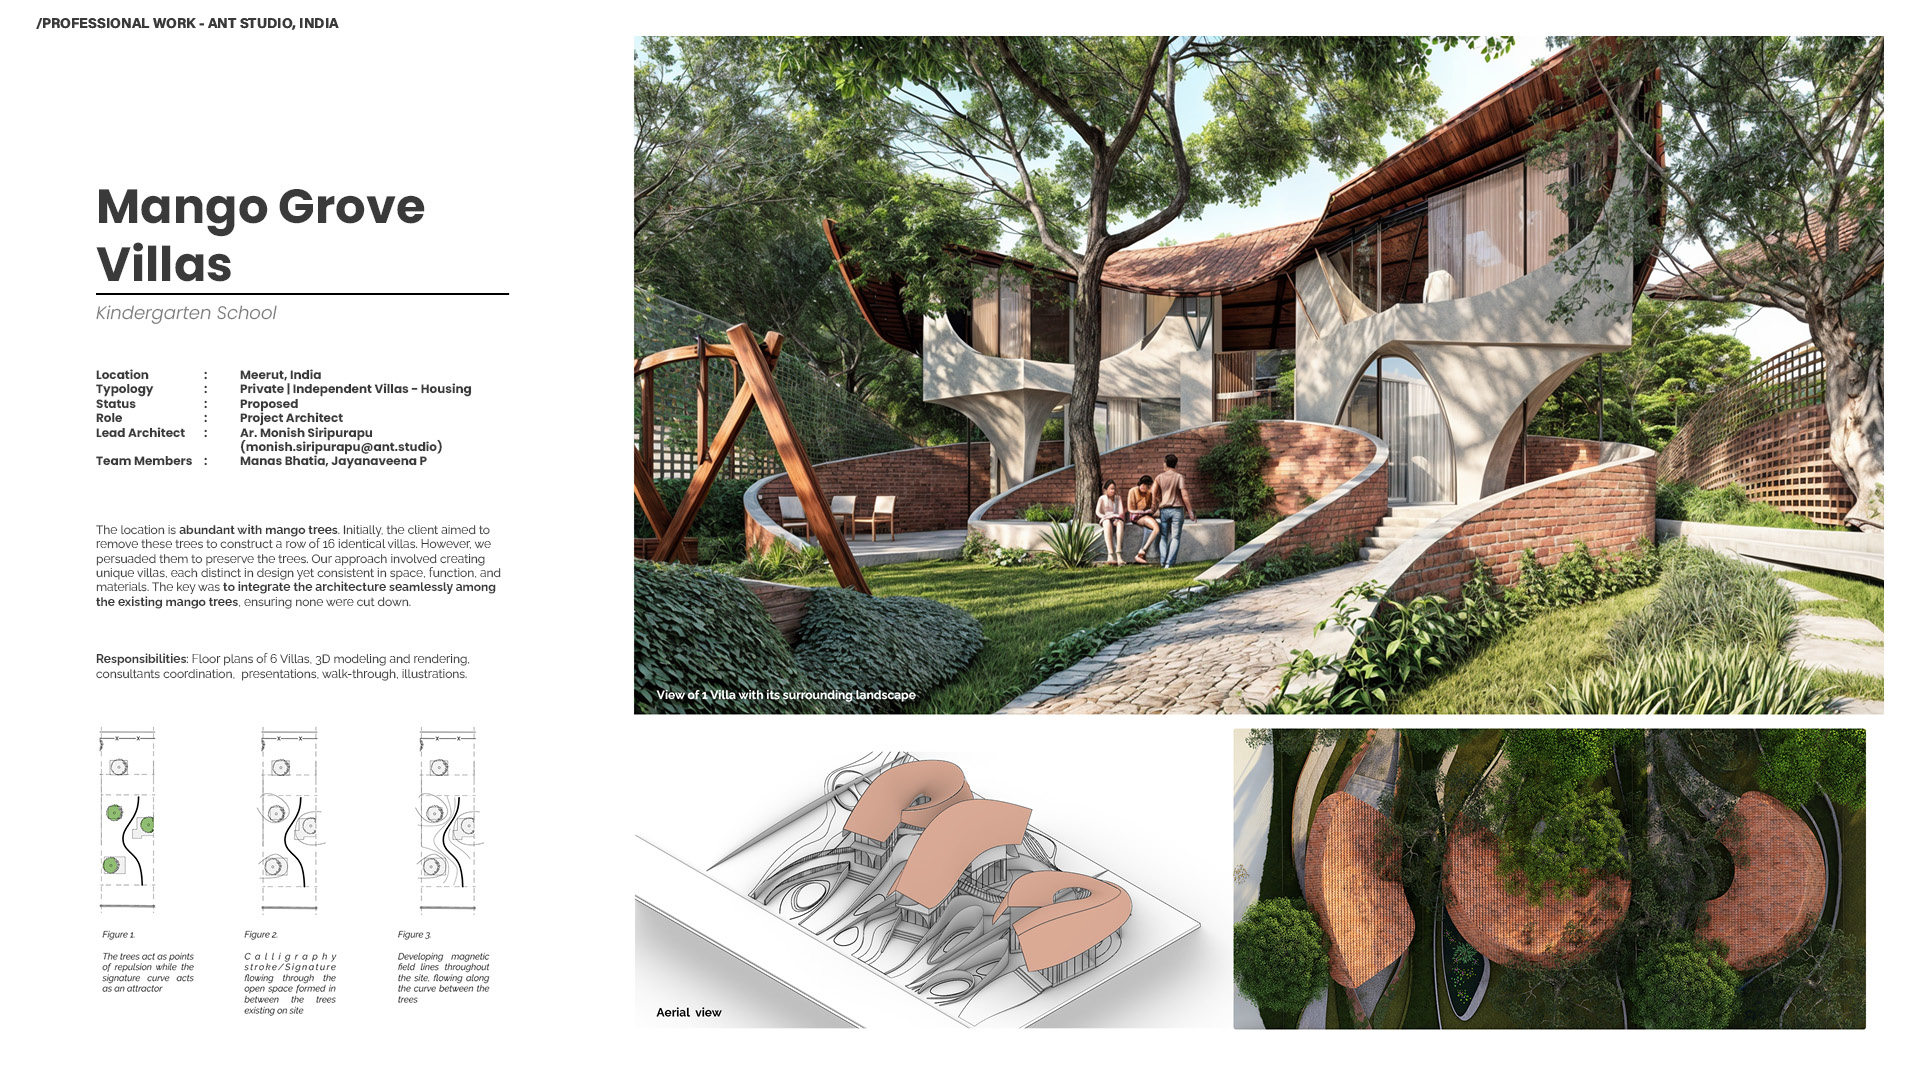 /PROFESSIONAL WORK - ANT STUDIO, INDIA
Mango Grove
Villas
Kindergarten School
Location : Meerut, India
Typology : Private | Independent Villas – Housing
Status : Proposed
Role : Project Architect
Lead Architect : Ar. Monish Siripurapu
(monish.siripurapu@ant.studio)
Team Members : Manas Bhatia, Jayanaveena P
The location is abundant with mango trees. Initially, the client aimed to
remove these trees to construct a row of 16 identical villas. However, we
persuaded them to preserve the trees. Our approach involved creating
unique villas, each distinct in design yet consistent in space, function, and
materials. The key was to integrate the architecture seamlessly among
the existing mango trees, ensuring none were cut down.
Responsibilities: Floor plans of 6 Villas, 3D modeling and rendering,
consultants coordination, presentations, walk-through, illustrations.
Figure 1.
The trees act as points
of repulsion while the
signature curve acts
as an attractor
Figure 2.
Calligraphy
stroke/Signature
flowing through the
open space formed in
between the trees
existing on site
Figure 3.
Developing magnetic
field lines throughout
the site, flowing along
the curve between the
trees
View of 1 Villa with its surrounding landscape
Aerial view